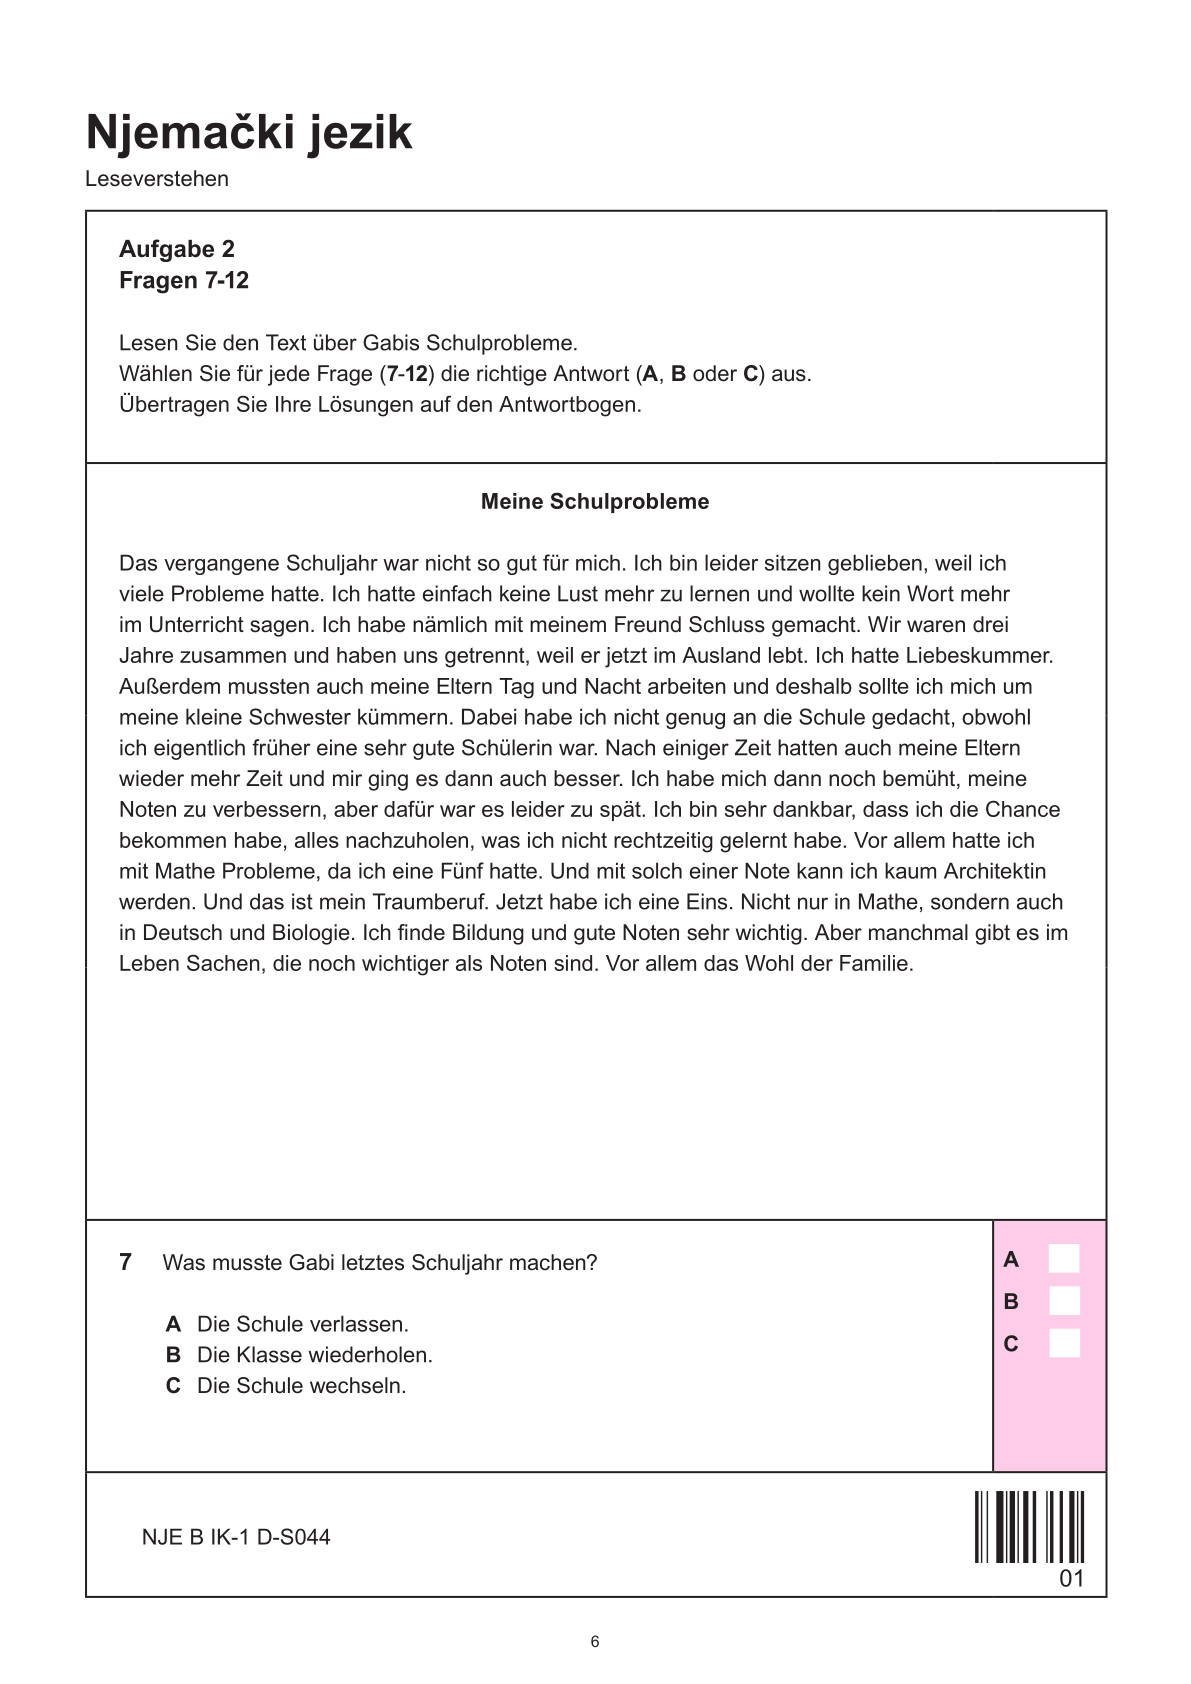 Njemački jezik
Leseverstehen
Aufgabe 2
Fragen 7-12
Lesen Sie den Text über Gabis Schulprobleme.
Wählen Sie für jede Frage (7-12) die richtige Antwort (A, B oder C) aus.
Übertragen Sie Ihre Lösungen auf den Antwortbogen.
Meine Schulprobleme
Das vergangene Schuljahr war nicht so gut für mich. Ich bin leider sitzen geblieben, weil ich
viele Probleme hatte. Ich hatte einfach keine Lust mehr zu lernen und wollte kein Wort mehr
im Unterricht sagen. Ich habe nämlich mit meinem Freund Schluss gemacht. Wir waren drei
Jahre zusammen und haben uns getrennt, weil er jetzt im Ausland lebt. Ich hatte Liebeskummer.
Außerdem mussten auch meine Eltern Tag und Nacht arbeiten und deshalb sollte ich mich um
meine kleine Schwester kümmern. Dabei habe ich nicht genug an die Schule gedacht, obwohl
ich eigentlich früher eine sehr gute Schülerin war. Nach einiger Zeit hatten auch meine Eltern
wieder mehr Zeit und mir ging es dann auch besser. Ich habe mich dann noch bemüht, meine
Noten zu verbessern, aber dafür war es leider zu spät. Ich bin sehr dankbar, dass ich die Chance
bekommen habe, alles nachzuholen, was ich nicht rechtzeitig gelernt habe. Vor allem hatte ich
mit Mathe Probleme, da ich eine Fünf hatte. Und mit solch einer Note kann ich kaum Architektin
werden. Und das ist mein Traumberuf. Jetzt habe ich eine Eins. Nicht nur in Mathe, sondern auch
in Deutsch und Biologie. Ich finde Bildung und gute Noten sehr wichtig. Aber manchmal gibt es im
Leben Sachen, die noch wichtiger als Noten sind. Vor allem das Wohl der Familie.
7 Was musste Gabi letztes Schuljahr machen?
A Die Schule verlassen.
B Die Klasse wiederholen.
C Die Schule wechseln.
A
B
C
NJE B IK-1 D-S044
01
6